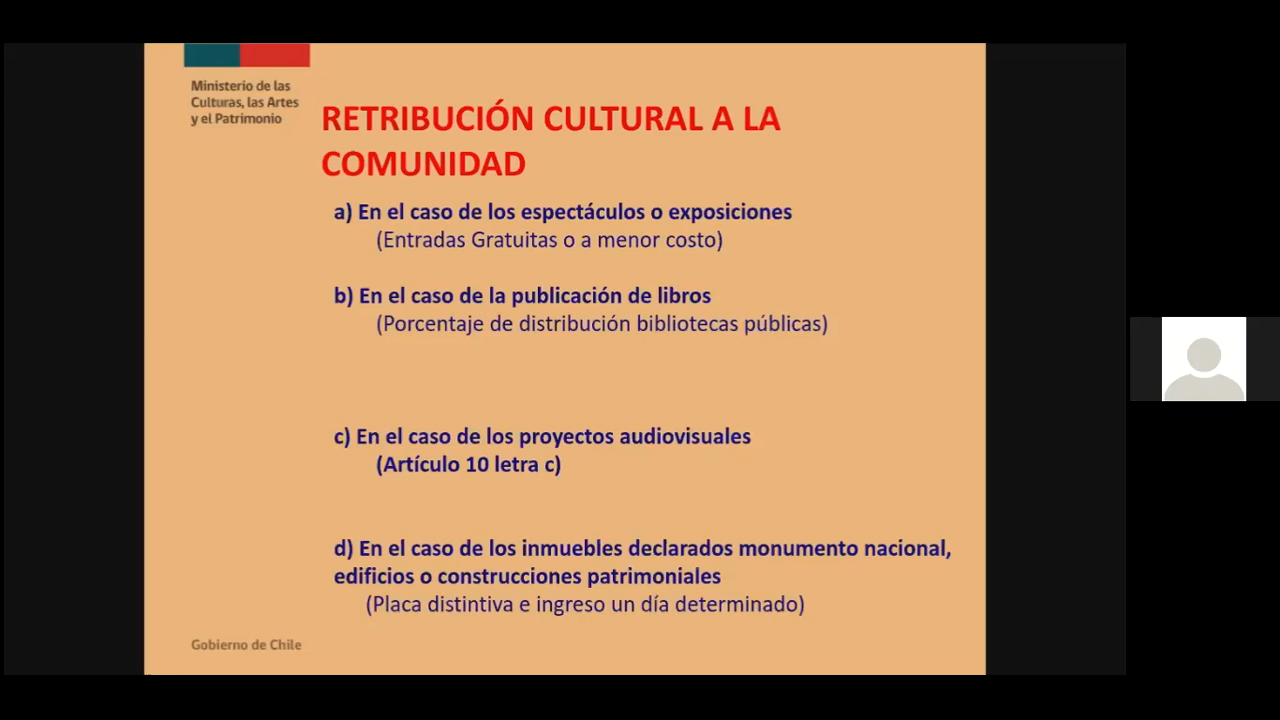 Ministerio de las
Culturas, las Artes
y el Patrimonio
RETRIBUCIÓN CULTURAL A LA
COMUNIDAD
a) En el caso de los espectáculos o exposiciones
(Entradas Gratuitas o a menor costo)
b) En el caso de la publicación de libros
(Porcentaje de distribución bibliotecas públicas)
c) En el caso de los proyectos audiovisuales
(Artículo 10 letra c)
d) En el caso de los inmuebles declarados monumento nacional,
edificios o construcciones patrimoniales
(Placa distintiva e ingreso un día determinado)
Gobierno de Chile